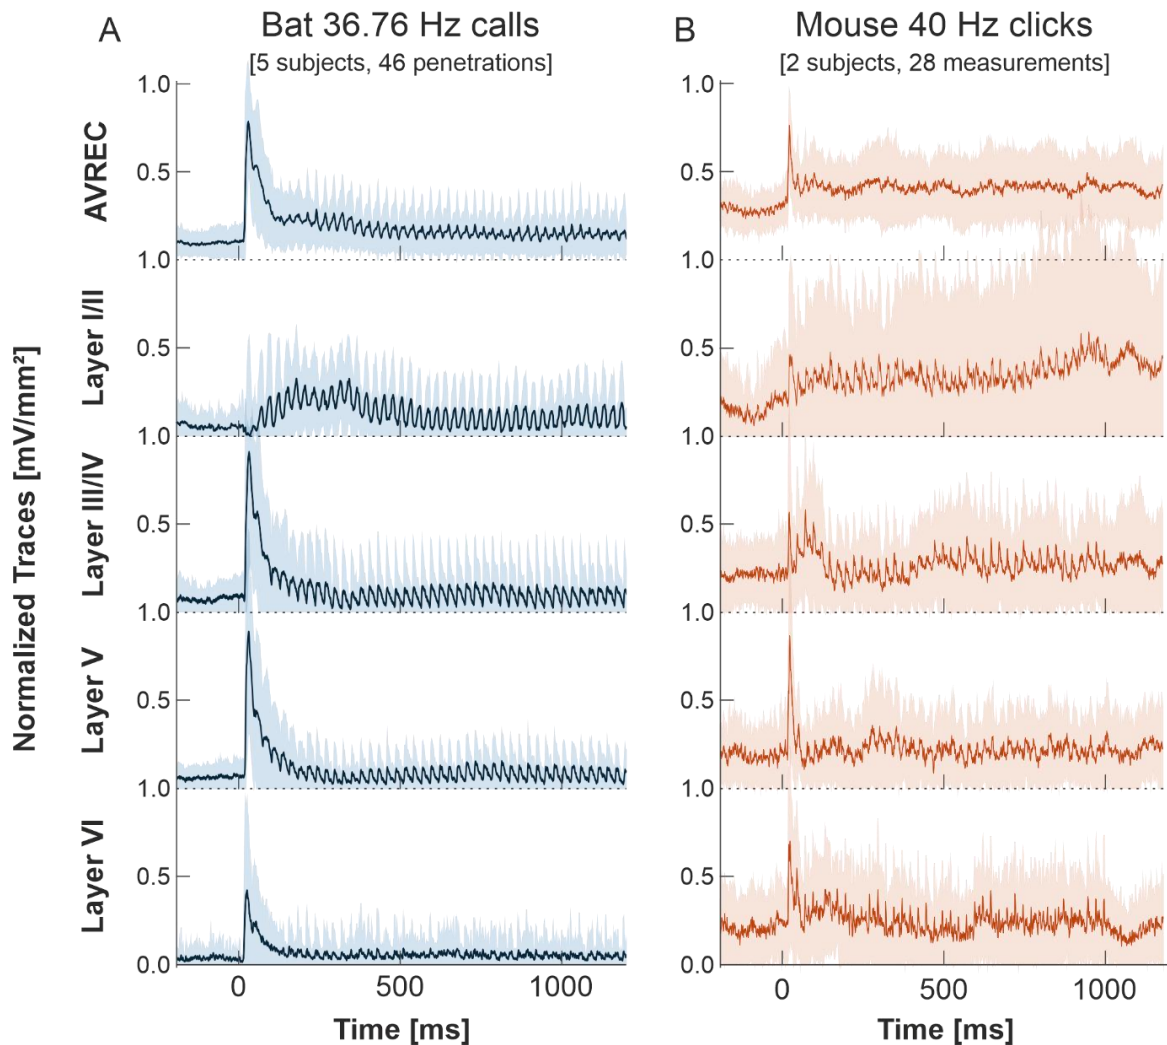 A
Bat 36.76 Hz calls
[5 subjects, 46 penetrations]
B
Mouse 40 Hz clicks
[2 subjects, 28 measurements]
Normalized Traces [mV/mm²]
AVREC
1.0
0.5
1.0
0.5
Layer I/II
1.0
0.5
1.0
0.5
Layer III/IV
1.0
0.5
1.0
0.5
Layer V
1.0
0.5
1.0
0.5
Layer VI
1.0
0.5
0.0
1.0
0.5
0.0
0 500 1000
Time [ms]
0 500 1000
Time [ms]